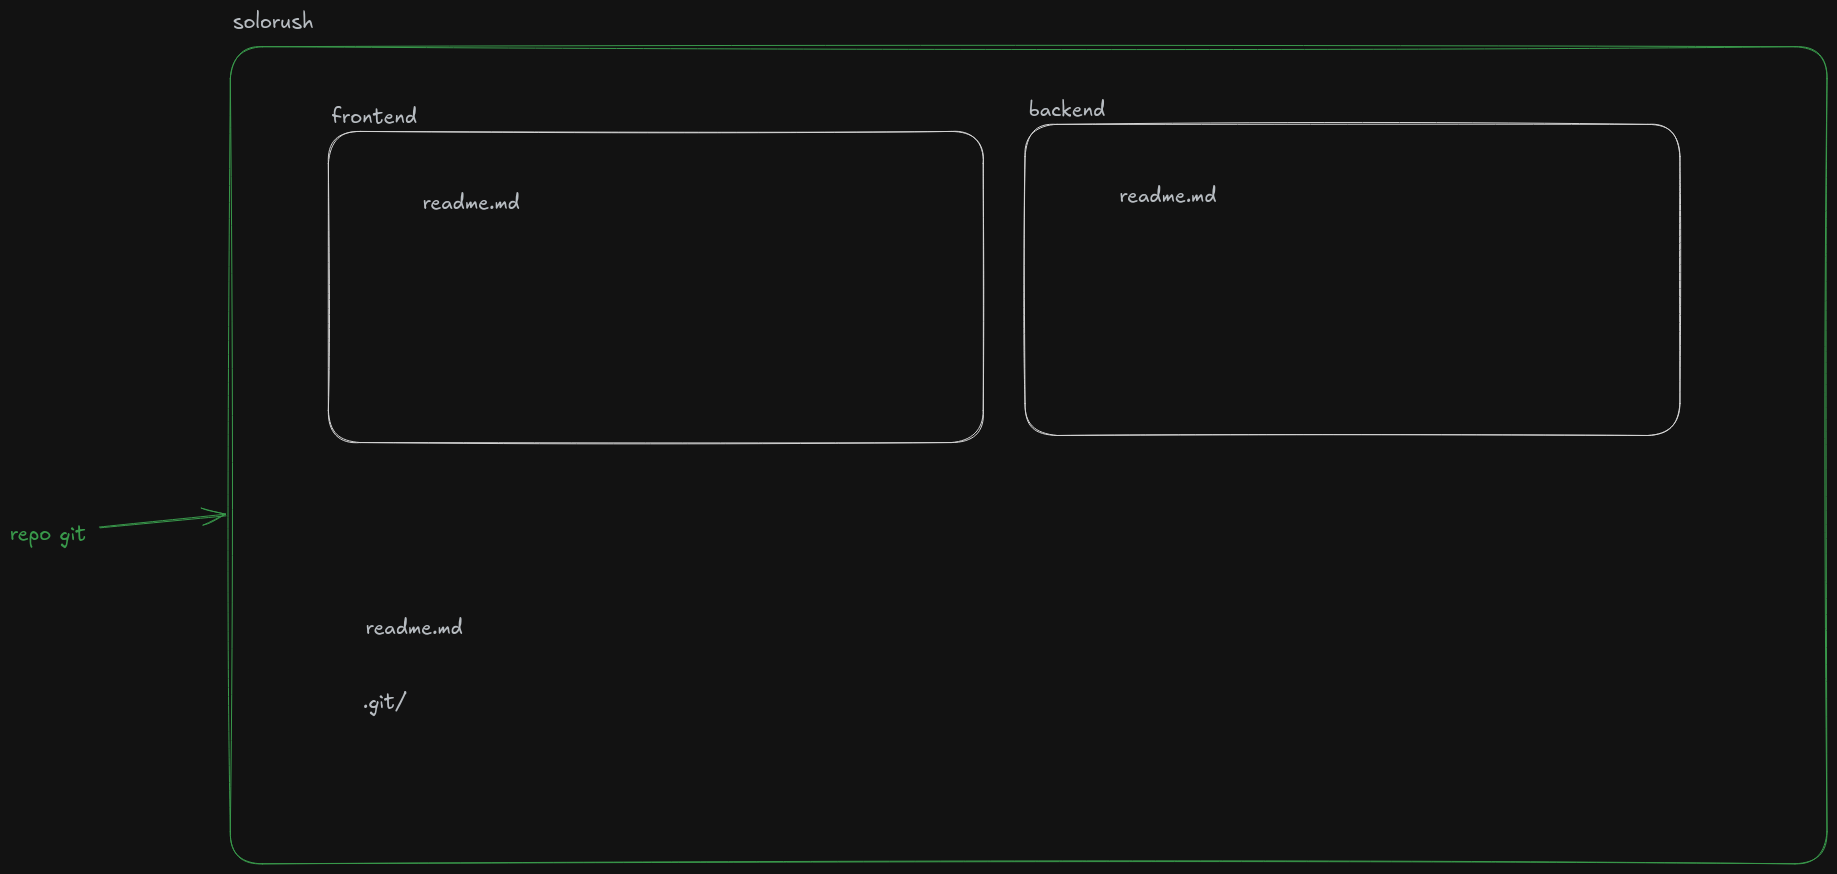 solorush
frontend
backend
readme.md
readme.md
repo git
readme.md
.git/